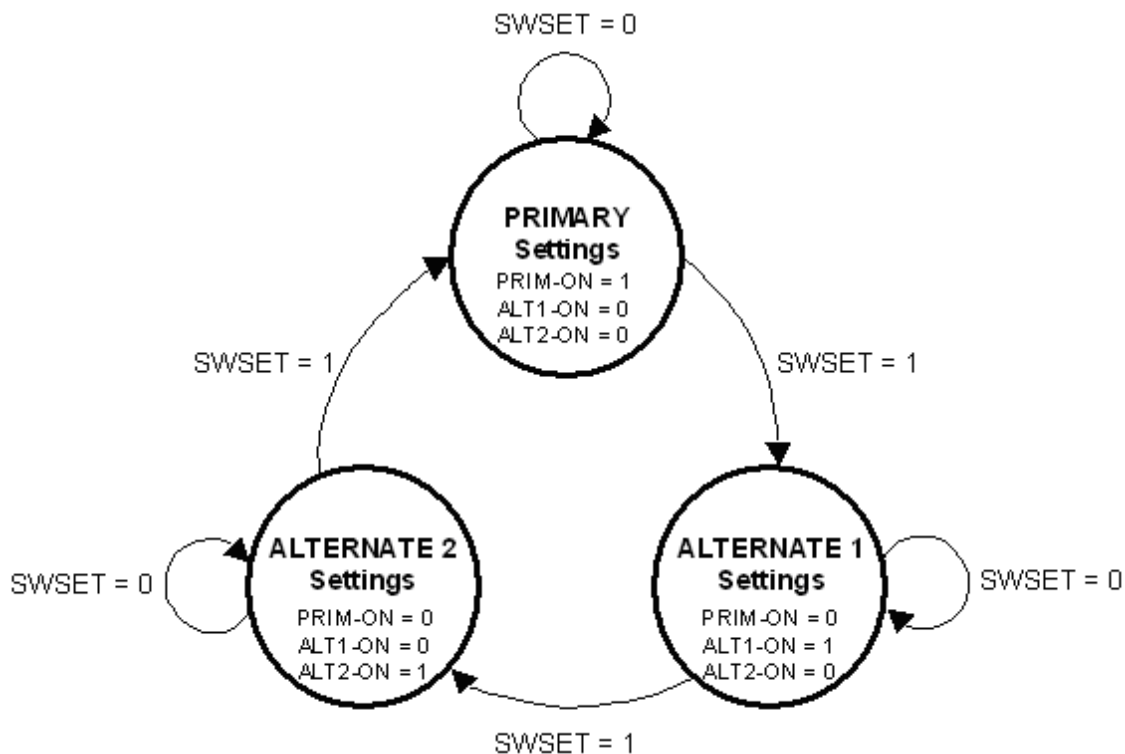 SWSET = 0
PRIMARY
Settings
PRIM-ON = 1
ALT1-ON = 0
ALT2-ON = 0
SWSET = 1
SWSET = 1
ALTERNATE 2
Settings
PRIM-ON = 0
ALT1-ON = 0
ALT2-ON = 1
SWSET = 0
ALTERNATE 1
Settings
PRIM-ON = 0
ALT1-ON = 1
ALT2-ON = 0
SWSET = 0
SWSET = 1